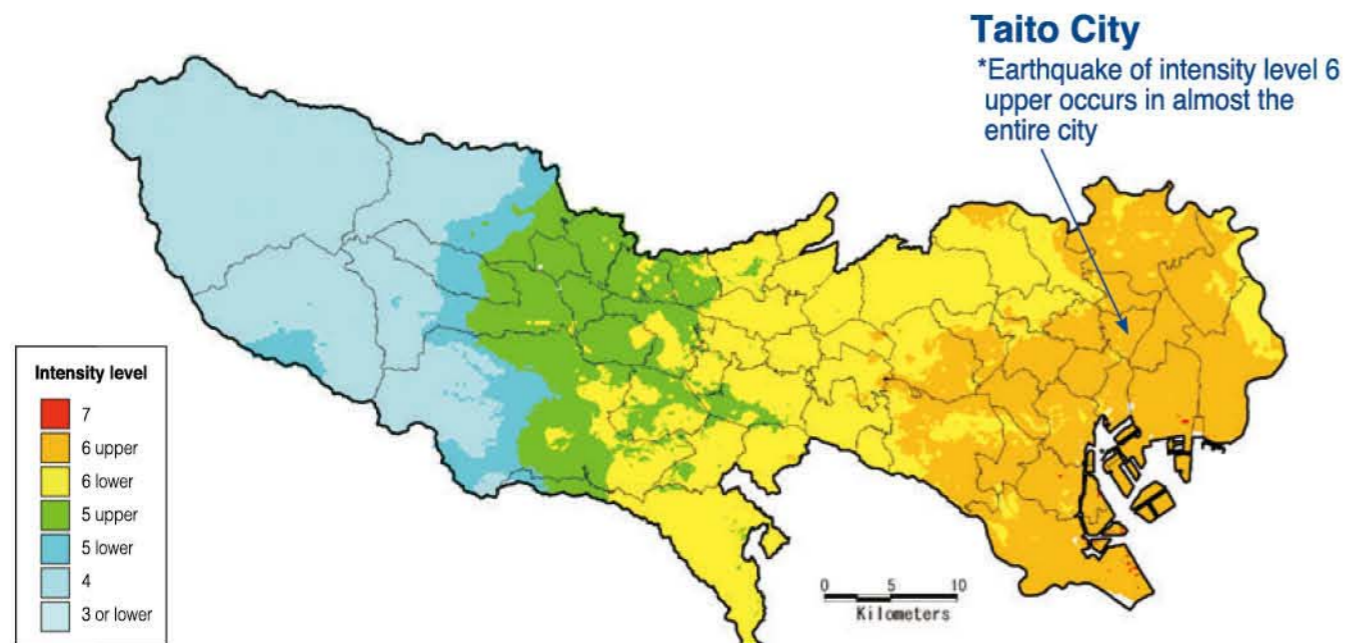 Taito City
*Earthquake of intensity level 6
upper occurs in almost the
entire city
Intensity level
7
6 upper
6 lower
5 upper
5 lower
4
3 or lower
0 5 10
Kilometers